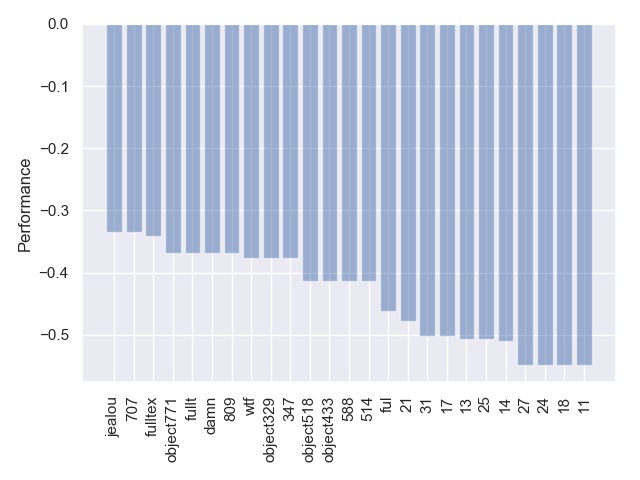 0.0
−0.1
−0.2
−0.3
−0.4
−0.5
Performance
jealou
707
fulltex
object771
fullt
damn
809
wtf
object329
347
object518
object433
588
514
ful
21
31
17
13
25
14
27
24
18
11